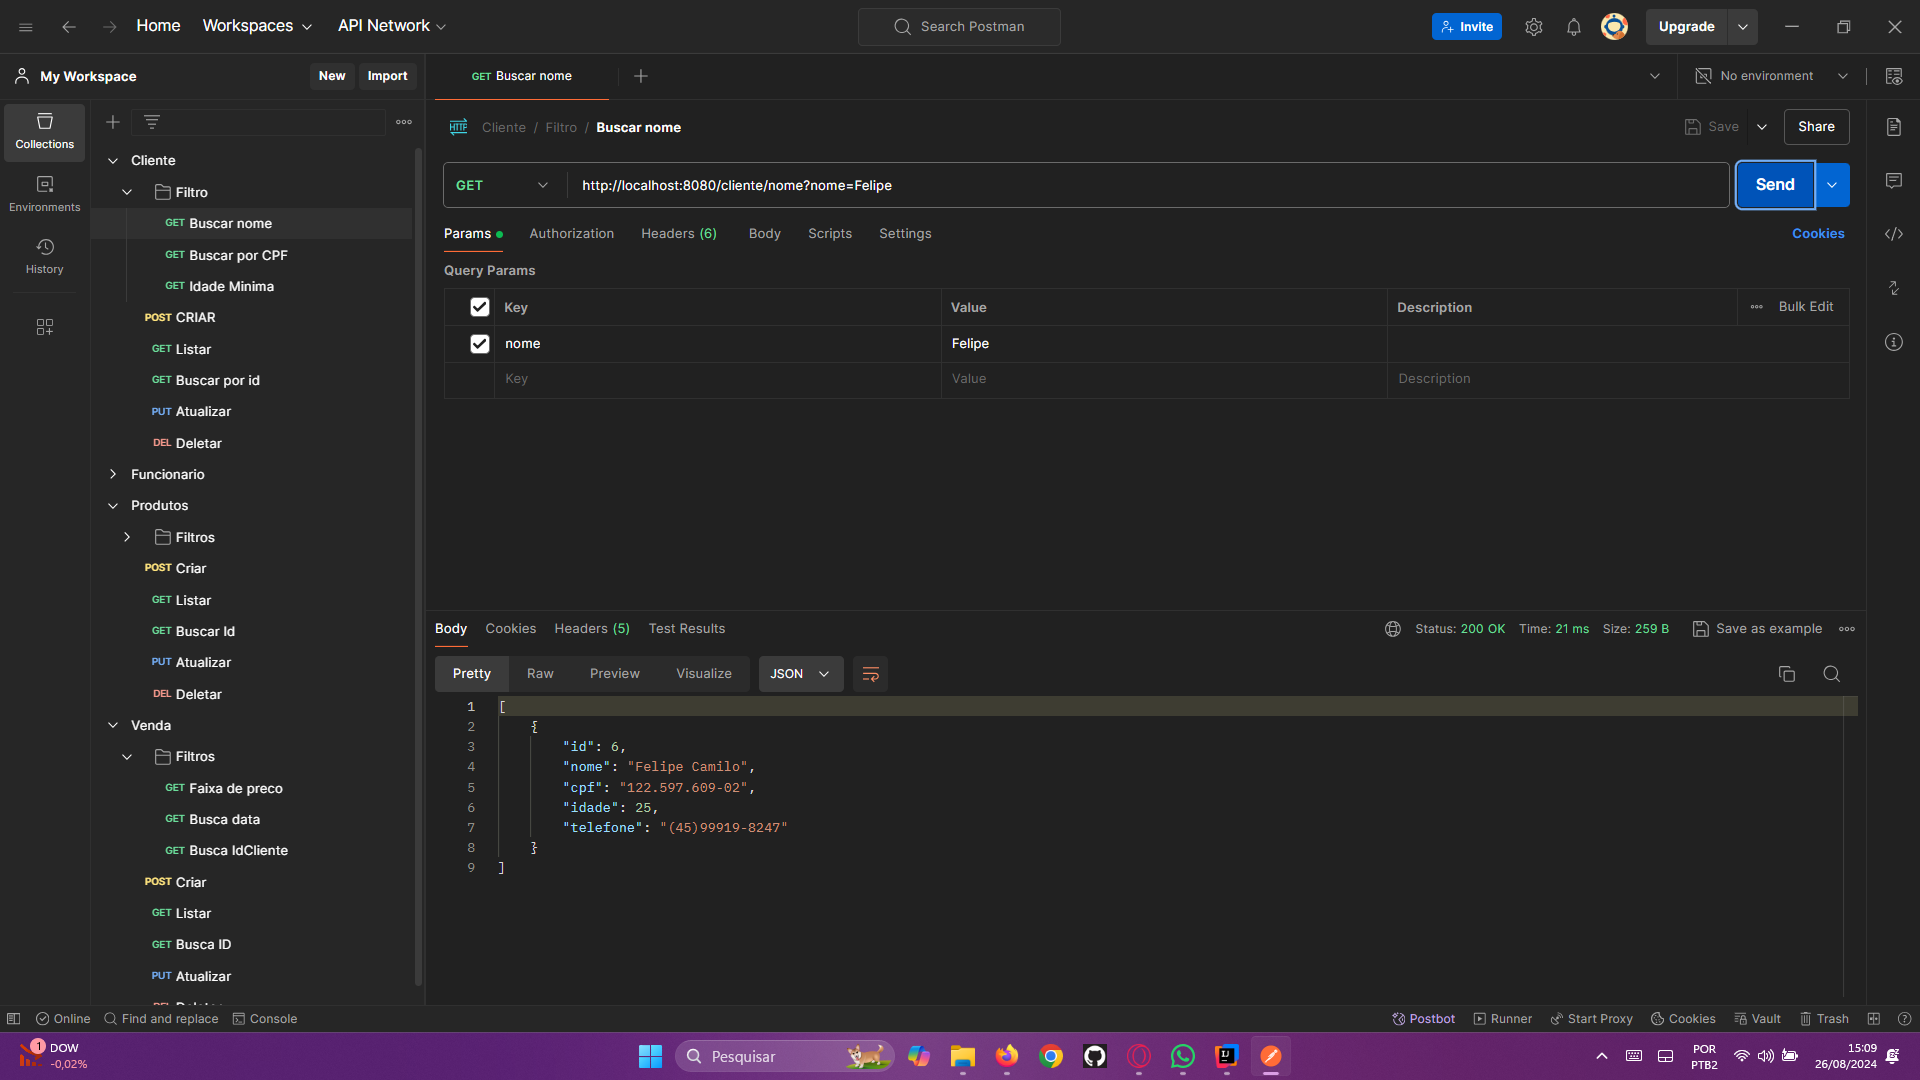 Home
Workspaces
API Network
Search Postman
Invite
Upgrade
My Workspace
New
Import
GET Buscar nome
No environment
Collections
Environments
History
Cliente
Filtro
GET Buscar nome
GET Buscar por CPF
GET Idade Minima
POST CRIAR
GET Listar
GET Buscar por id
PUT Atualizar
DEL Deletar
Funcionario
Produtos
Filtros
POST Criar
GET Listar
GET Buscar Id
PUT Atualizar
DEL Deletar
Venda
Filtros
GET Faixa de preco
GET Busca data
GET Busca IdCliente
POST Criar
GET Listar
GET Busca ID
PUT Atualizar
HTTP Cliente / Filtro / Buscar nome
Save
Share
GET
http://localhost:8080/cliente/nome?nome=Felipe
Send
Params Authorization Headers (6) Body Scripts Settings
Cookies
Query Params
Key Value Description Bulk Edit
nome Felipe
Key Value Description
Body Cookies Headers (5) Test Results
Status: 200 OK Time: 21 ms Size: 259 B Save as example
Pretty Raw Preview Visualize JSON
1 [
2 {
3 "id": 6,
4 "nome": "Felipe Camilo",
5 "cpf": "122.597.609-02",
6 "idade": 25,
7 "telefone": "(45)99919-8247"
8 }
9 ]
Online Find and replace Console
Postbot Runner Start Proxy Cookies Vault Trash
1
DOW
-0,02%
Pesquisar
IJ
POR
PTB2
15:09
26/08/2024